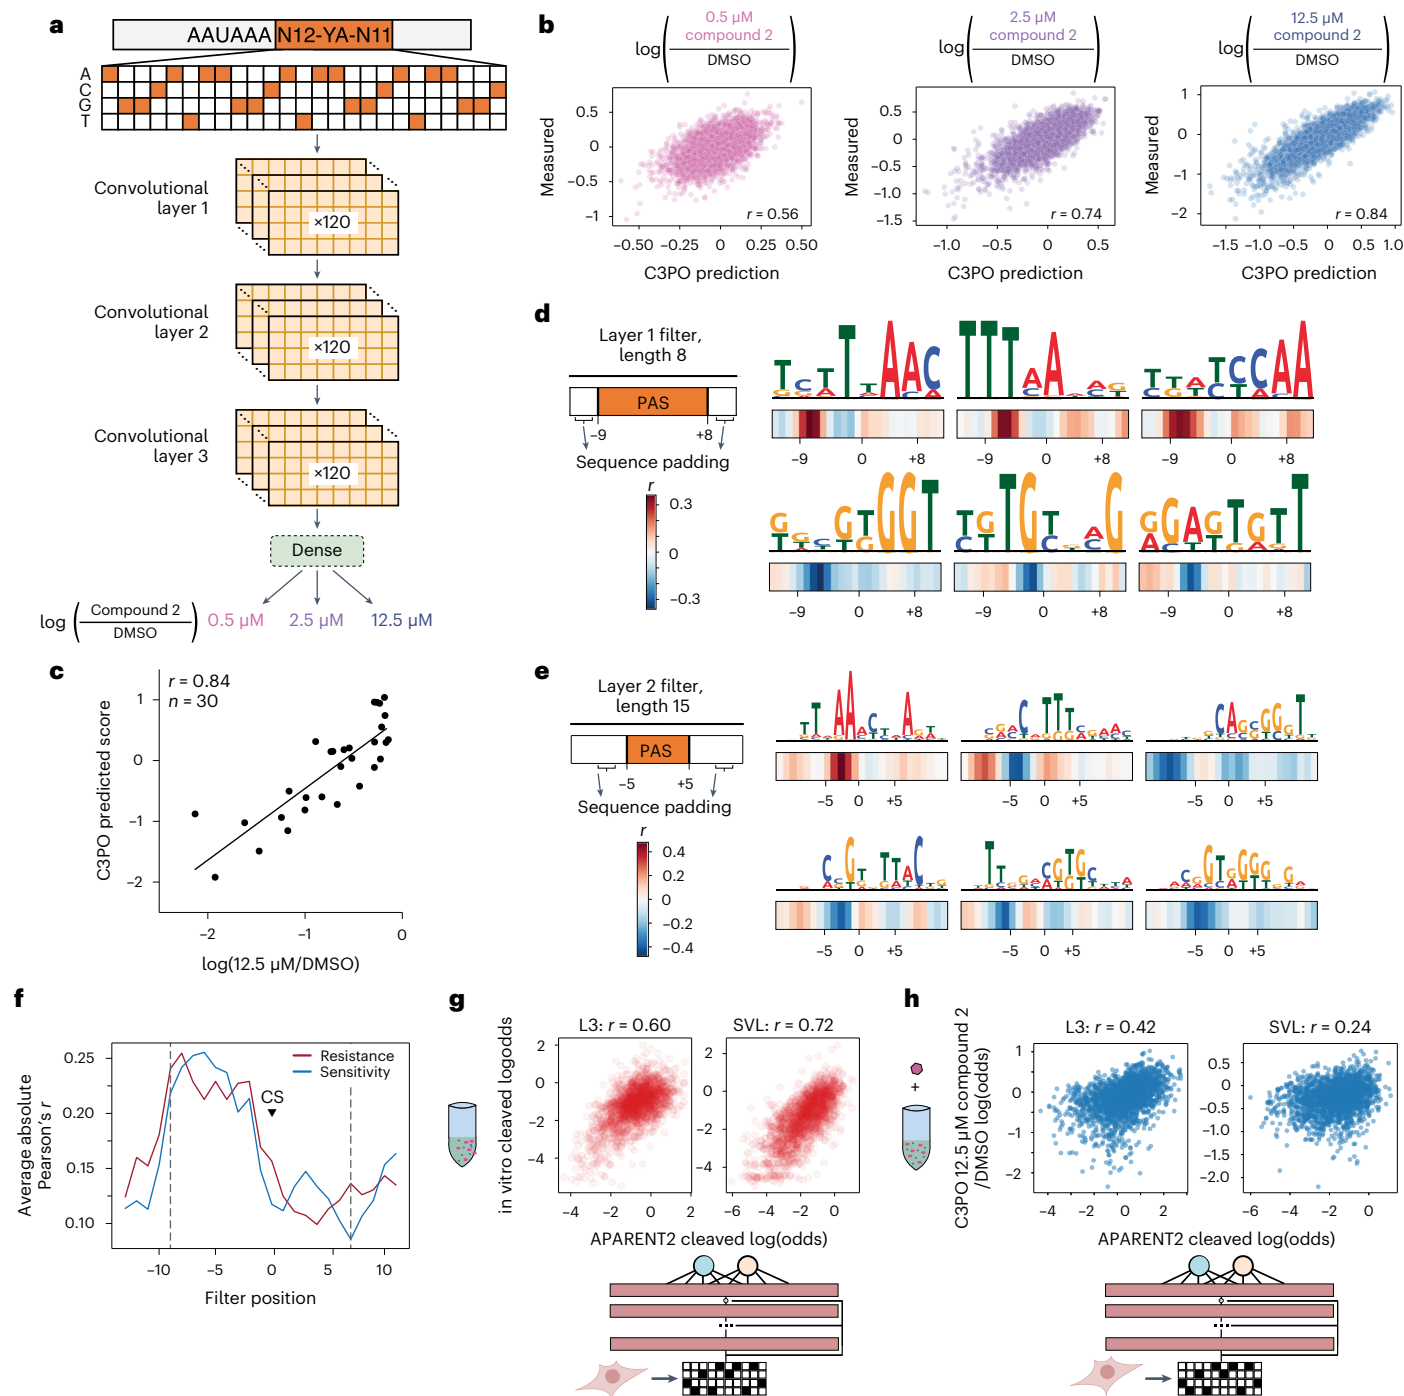 a
AAUAAA N12-YA-N11
A
C
G
T
Convolutional
layer 1
×120
Convolutional
layer 2
×120
Convolutional
layer 3
×120
Dense
log ( Compound 2 / DMSO ) 0.5 µM 2.5 µM 12.5 µM
b
log ( 0.5 µM compound 2 / DMSO )
Measured
0.5
0
−0.5
−1
r = 0.56
−0.50 −0.25 0 0.25 0.50
C3PO prediction
log ( 2.5 µM compound 2 / DMSO )
Measured
0.5
0
−0.5
−1.0
−1.5
r = 0.74
−1.0 −0.5 0 0.5
C3PO prediction
log ( 12.5 µM compound 2 / DMSO )
Measured
1
0
−1
−2
r = 0.84
−1.5 −1.0 −0.5 0 0.5 1.0
C3PO prediction
c
r = 0.84
n = 30
C3PO predicted score
1
0
−1
−2
−2 −1 0
log(12.5 µM/DMSO)
d
Layer 1 filter,
length 8
PAS
−9 +8
Sequence padding
r
0.3
0
−0.3
−9 0 +8
−9 0 +8
−9 0 +8
−9 0 +8
−9 0 +8
−9 0 +8
e
Layer 2 filter,
length 15
PAS
−5 +5
Sequence padding
r
0.4
0.2
0
−0.2
−0.4
−5 0 +5
−5 0 +5
−5 0 +5
−5 0 +5
−5 0 +5
−5 0 +5
f
Average absolute
Pearson's r
0.25
0.20
0.15
0.10
Resistance
Sensitivity
CS
−10 −5 0 5 10
Filter position
g
in vitro cleaved logodds
L3: r = 0.60
2
0
−2
−4
−4 −2 0 2
SVL: r = 0.72
2
0
−2
−4
−6 −4 −2 0
APARENT2 cleaved log(odds)
+
h
C3PO 12.5 µM compound 2
/DMSO log(odds)
L3: r = 0.42
1
0
−1
−2
−4 −2 0 2
SVL: r = 0.24
0.5
0
−0.5
−1.0
−1.5
−2.0
−6 −4 −2 0
APARENT2 cleaved log(odds)